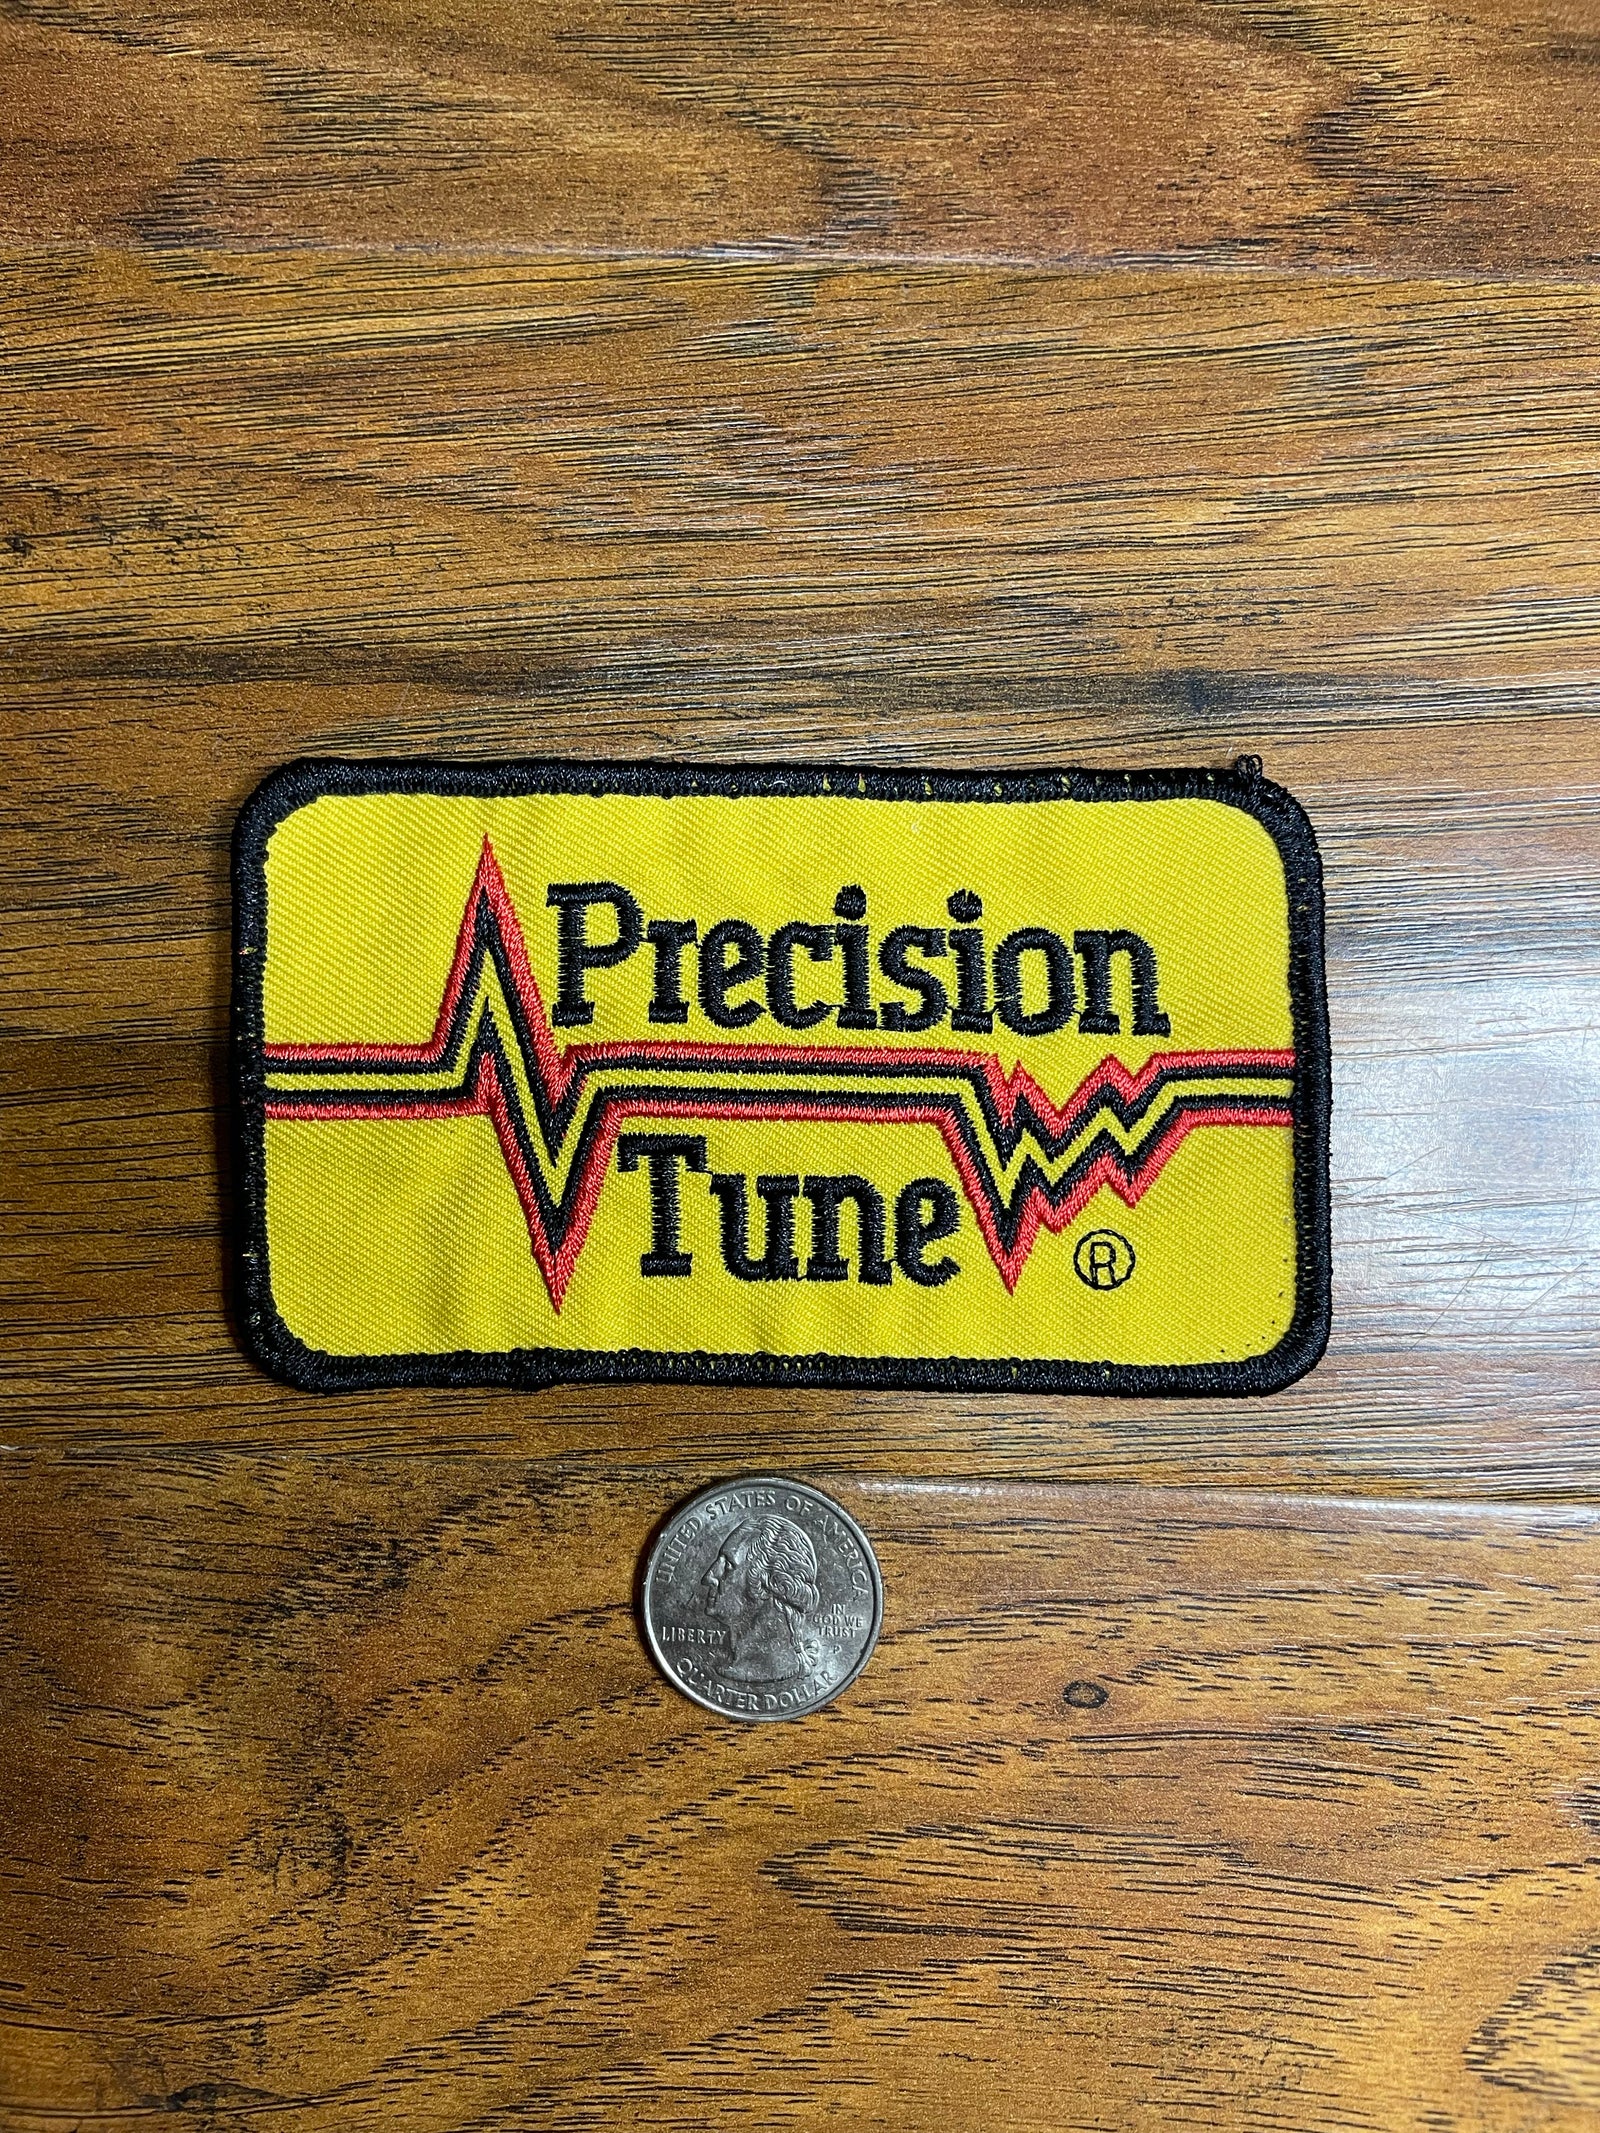 Precision
Tune
®
UNITED STATES OF AMERICA
LIBERTY
IN
GOD WE
TRUST
P
QUARTER DOLLAR